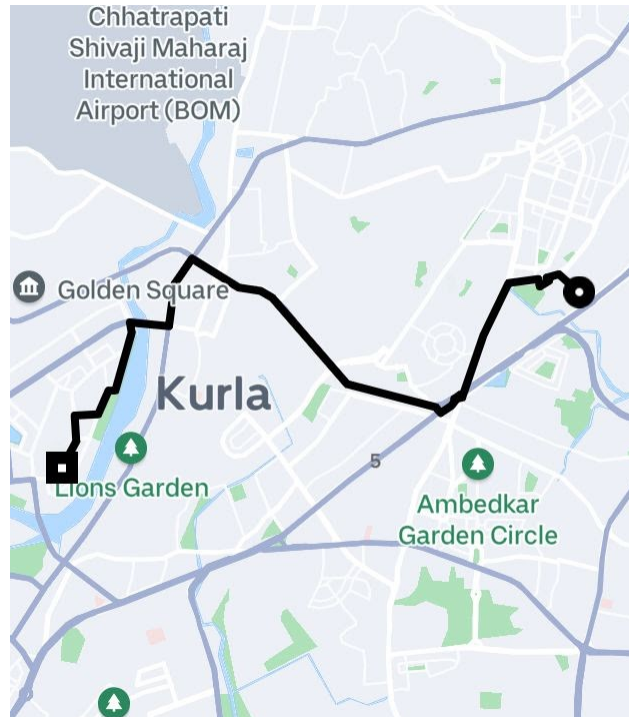 Chhatrapati
Shivaji Maharaj
International
Airport (BOM)
Golden Square
Kurla
5
Lions Garden
Ambedkar
Garden Circle